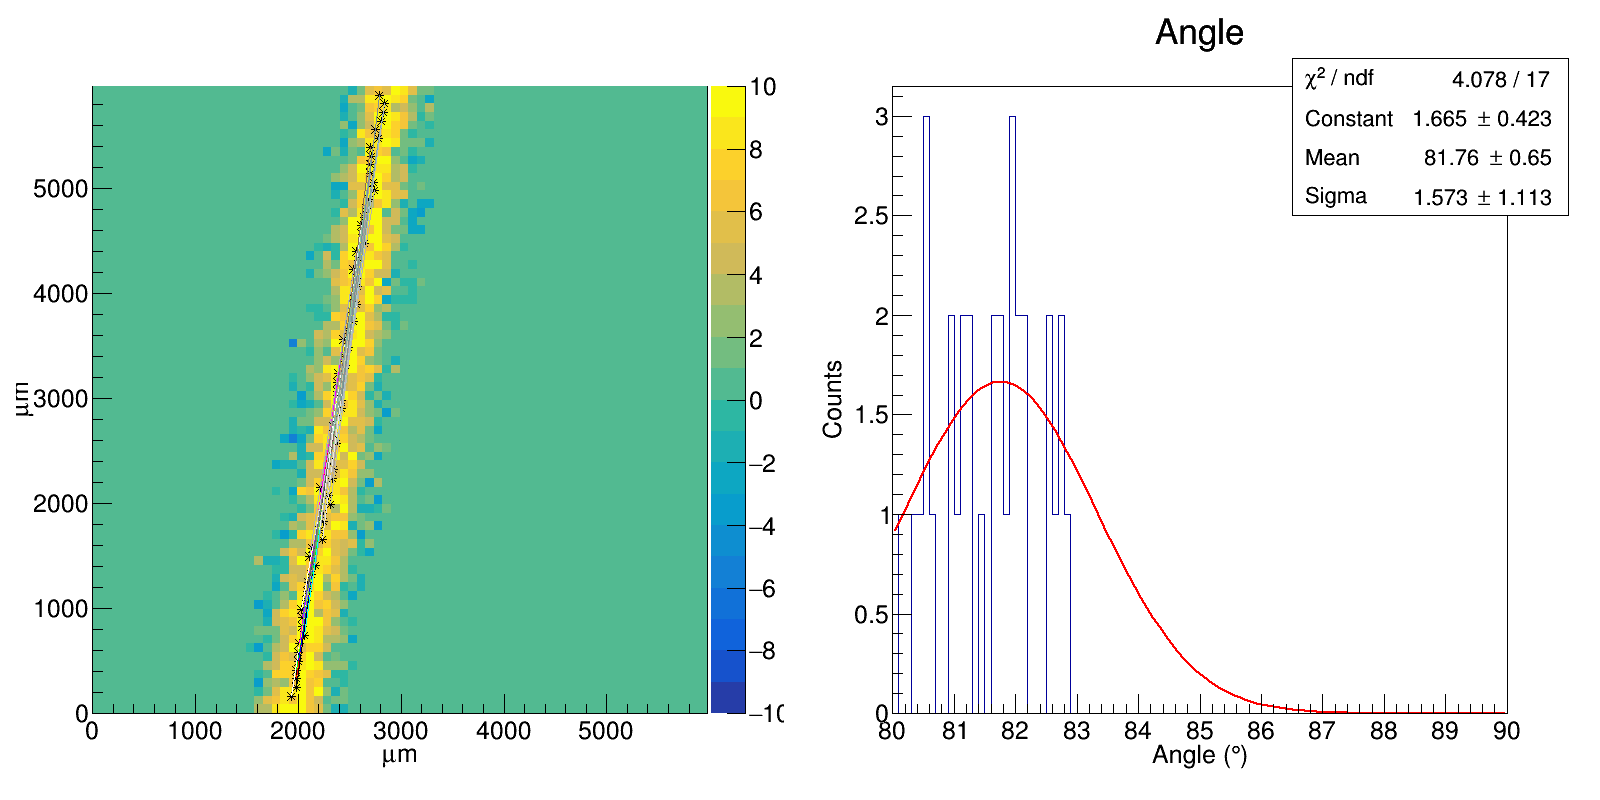 Angle
χ² / ndf 4.078 / 17
Constant 1.665 ± 0.423
Mean 81.76 ± 0.65
Sigma 1.573 ± 1.113
5000
4000
3000
2000
1000
0
μm
0 1000 2000 3000 4000 5000
μm
10
8
6
4
2
0
−2
−4
−6
−8
−10
3
2.5
2
1.5
1
0.5
0
Counts
80 81 82 83 84 85 86 87 88 89 90
Angle (°)